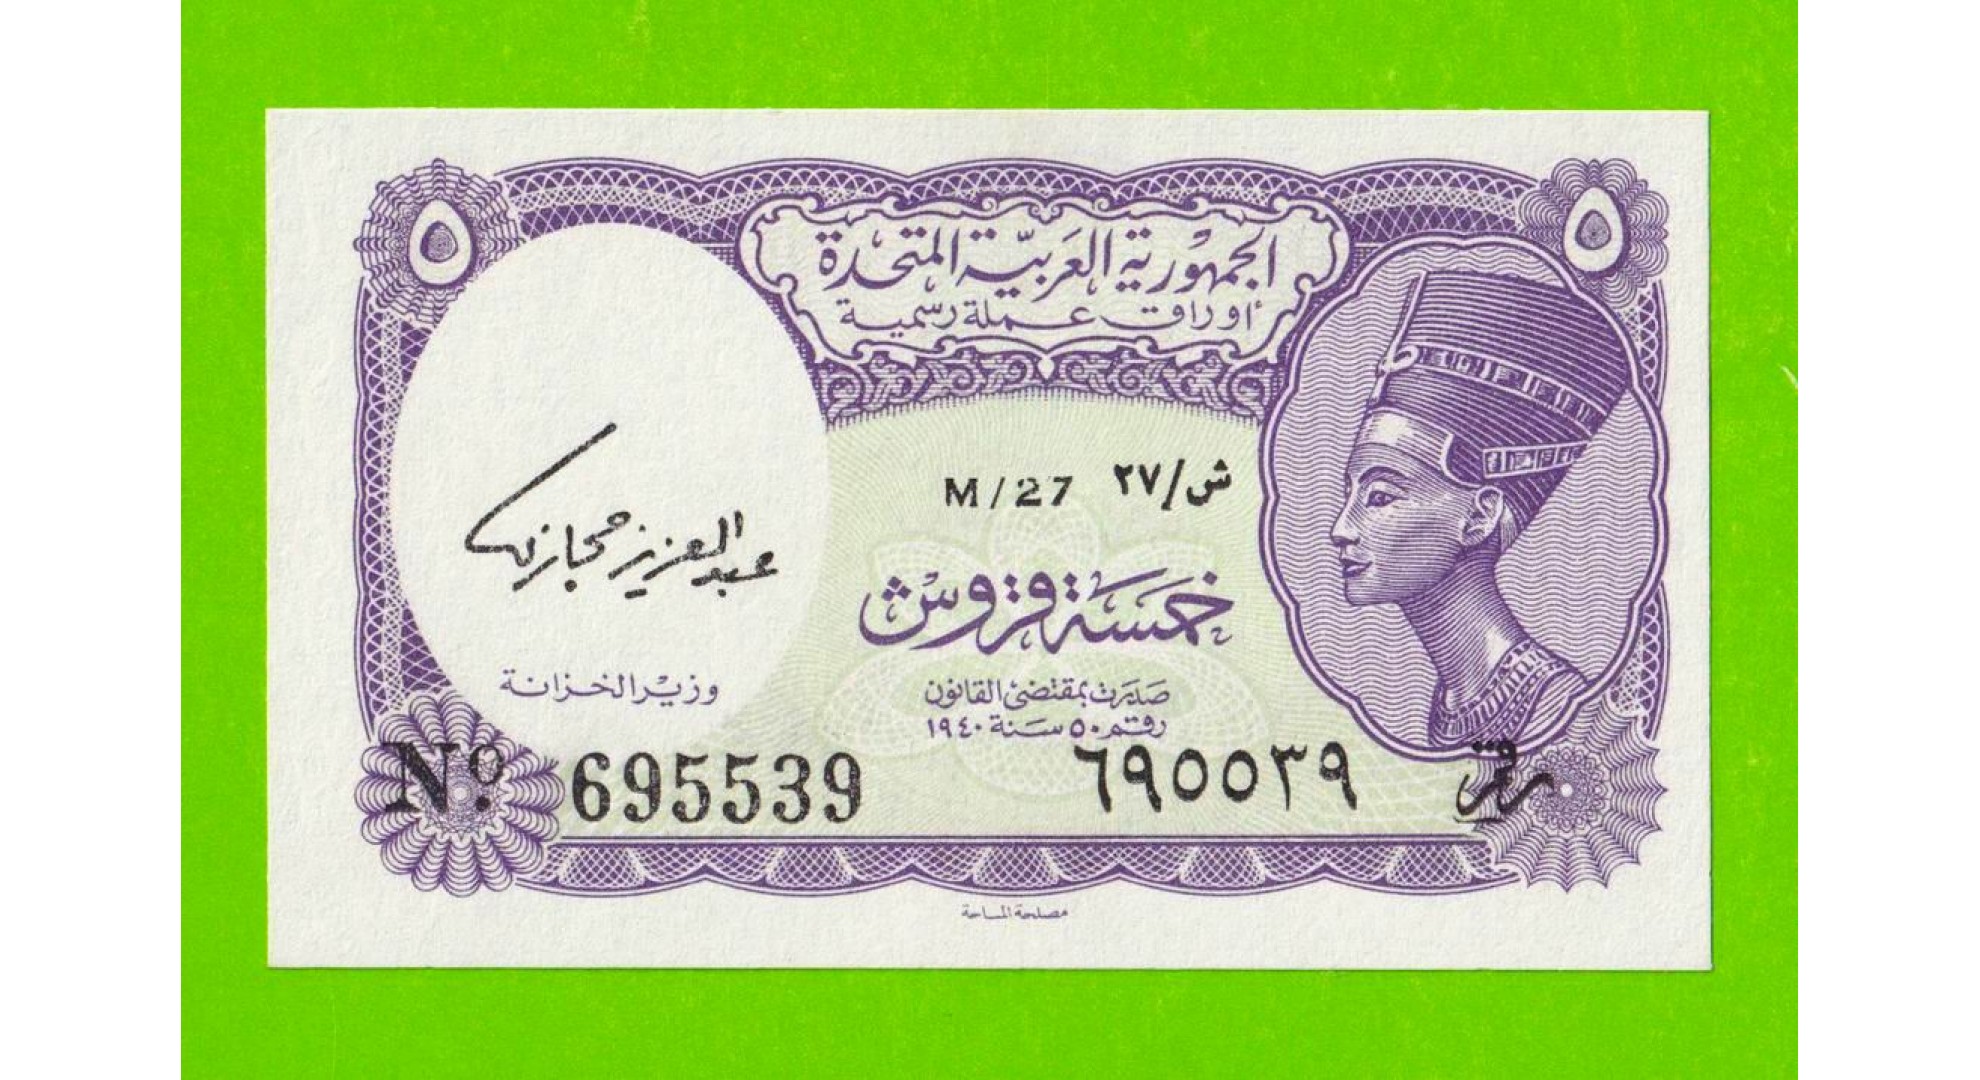 ٥ ٥
الجمهورية العربية المتحدة
أوراق عملة رسمية
M/27 ش/٢٧
عبد العزيز حجازي
خمسة قروش
وزير الخزانة
صدرت بمقتضى القانون
رقم ٥٠ سنة ١٩٤٠
Nº 695539 رقم ٦٩٥٥٣٩
مصلحة المساحة